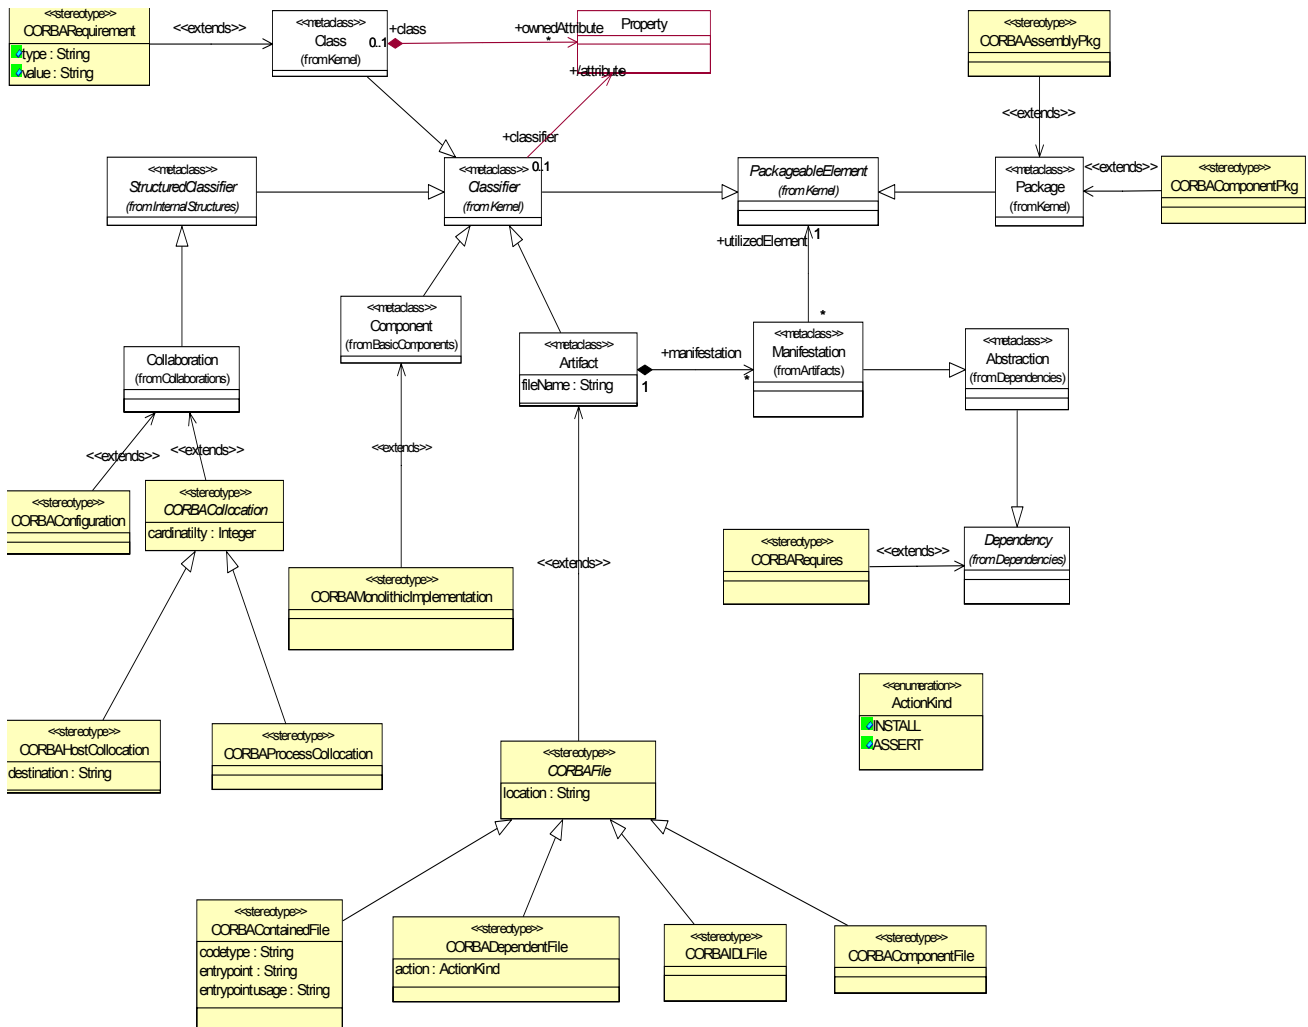 <<stereotype>>
CORBARequirement
type : String
value : String
<<extends>>
<<metaclass>>
Class
(from Kernel)
+class
0..1
+ownedAttribute
*
Property
+/attribute
+classifier
0..1
<<stereotype>>
CORBAAssemblyPkg
<<extends>>
<<metaclass>>
StructuredClassifier
(from InternalStructures)
<<metaclass>>
Classifier
(from Kernel)
PackageableElement
(from Kernel)
<<metaclass>>
Package
(from Kernel)
<<extends>>
<<stereotype>>
CORBAComponentPkg
+utilizedElement
1
*
<<metaclass>>
Component
(from BasicComponents)
<<metaclass>>
Artifact
fileName : String
+manifestation
1
*
<<metaclass>>
Manifestation
(from Artifacts)
<<metaclass>>
Abstraction
(from Dependencies)
Collaboration
(from Collaborations)
<<extends>>
<<extends>>
<<extends>>
<<stereotype>>
CORBAConfiguration
<<stereotype>>
CORBACollocation
cardinatilty : Integer
<<extends>>
<<stereotype>>
CORBAMonolithicImplementation
<<stereotype>>
CORBARequires
<<extends>>
Dependency
(from Dependencies)
<<enumeration>>
ActionKind
INSTALL
ASSERT
<<stereotype>>
CORBAHostCollocation
destination : String
<<stereotype>>
CORBAProcessCollocation
<<stereotype>>
CORBAFile
location : String
<<stereotype>>
CORBAContainedFile
codetype : String
entrypoint : String
entrypointusage : String
<<stereotype>>
CORBADependentFile
action : ActionKind
<<stereotype>>
CORBAIDLFile
<<stereotype>>
CORBAComponentFile